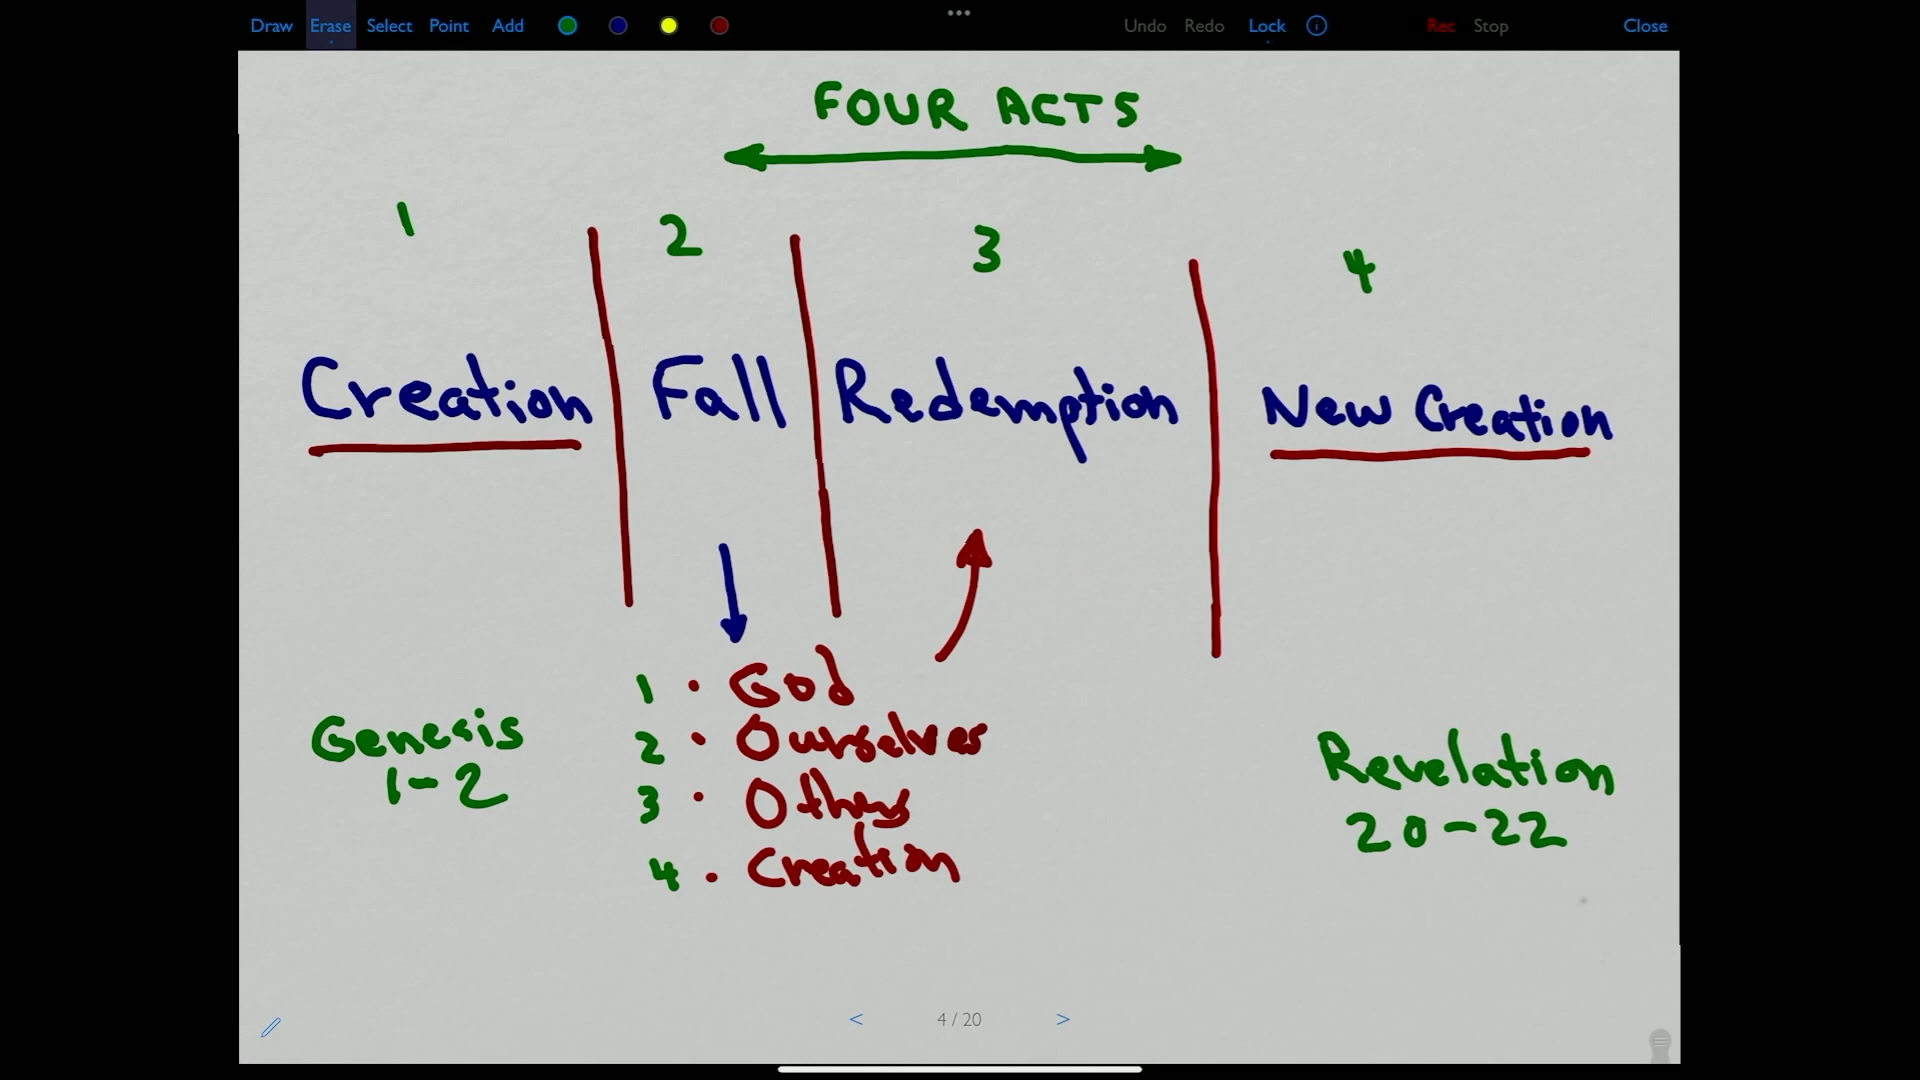 Draw Erase Select Point Add Undo Redo Lock Rec Stop Close
FOUR ACTS
1 2 3 4
Creation Fall Redemption New Creation
1 · God
2 · Ourselves
3 · Others
4 · Creation
Genesis
1-2
Revelation
20-22
< 4 / 20 >